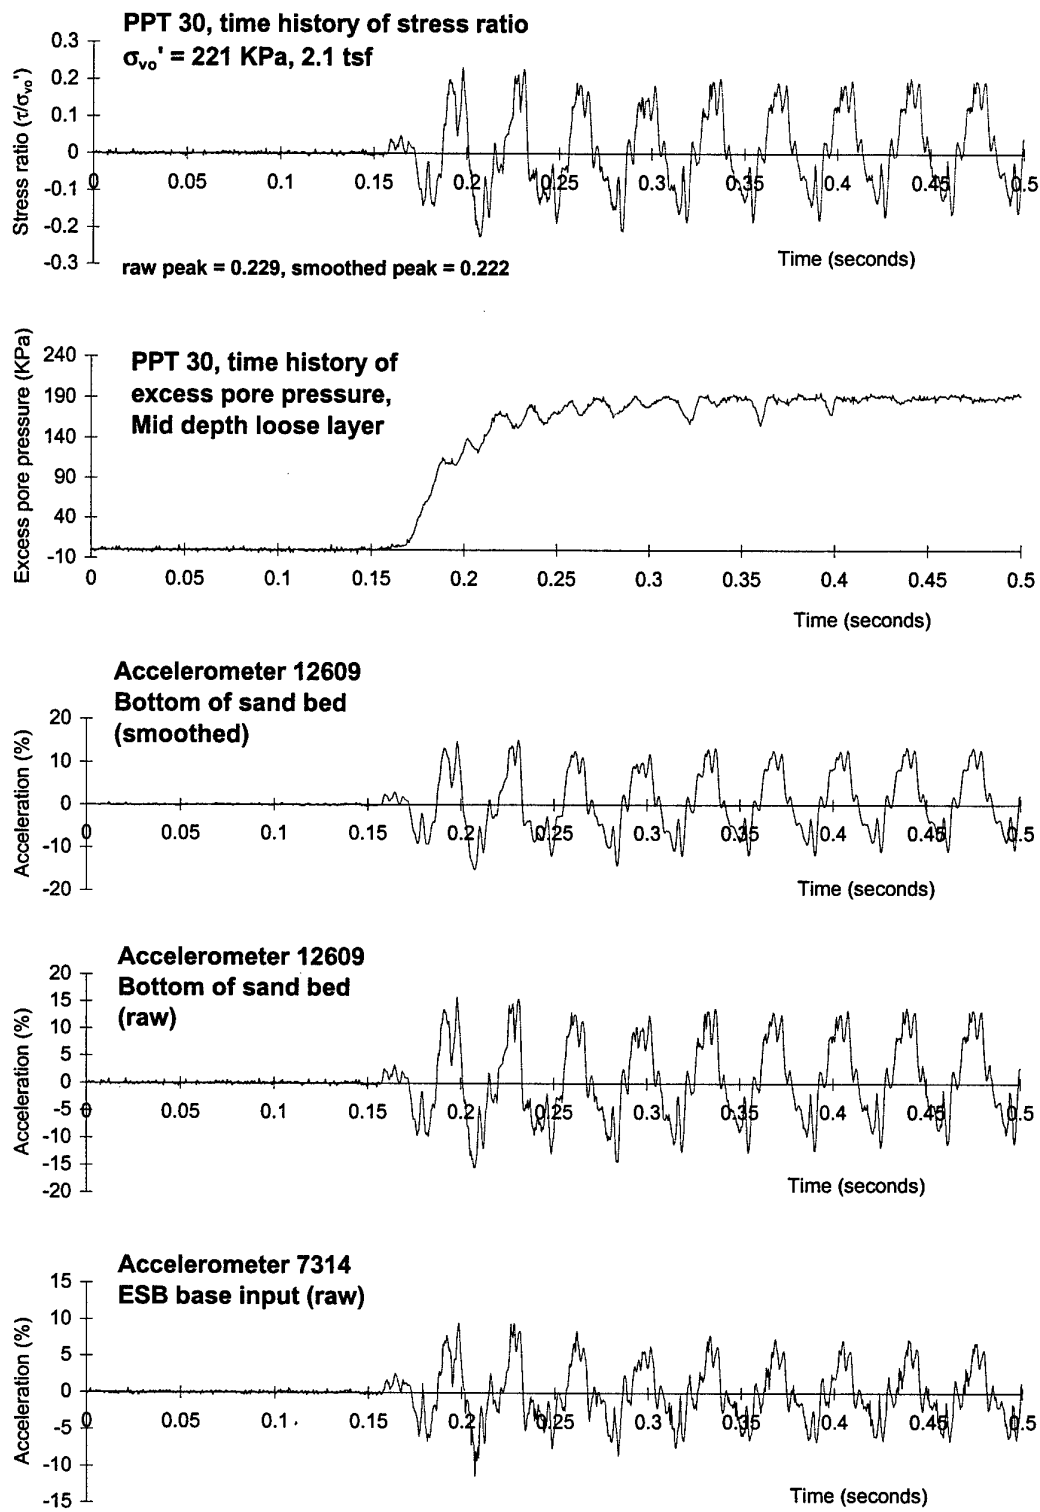 PPT 30, time history of stress ratio
σvo' = 221 KPa, 2.1 tsf
Stress ratio (τ/σvo')
0.3
0.2
0.1
0
-0.1
-0.2
-0.3
0 0.05 0.1 0.15 0.2 0.25 0.3 0.35 0.4 0.45 0.5
Time (seconds)
raw peak = 0.229, smoothed peak = 0.222
PPT 30, time history of
excess pore pressure,
Mid depth loose layer
Excess pore pressure (KPa)
240
190
140
90
40
-10
0 0.05 0.1 0.15 0.2 0.25 0.3 0.35 0.4 0.45 0.5
Time (seconds)
Accelerometer 12609
Bottom of sand bed
(smoothed)
Acceleration (%)
20
10
0
-10
-20
0 0.05 0.1 0.15 0.2 0.25 0.3 0.35 0.4 0.45 0.5
Time (seconds)
Accelerometer 12609
Bottom of sand bed
(raw)
Acceleration (%)
20
15
10
5
0
-5
-10
-15
-20
0 0.05 0.1 0.15 0.2 0.25 0.3 0.35 0.4 0.45 0.5
Time (seconds)
Accelerometer 7314
ESB base input (raw)
Acceleration (%)
15
10
5
0
-5
-10
-15
0 0.05 0.1 0.15 0.2 0.25 0.3 0.35 0.4 0.45 0.5
Time (seconds)